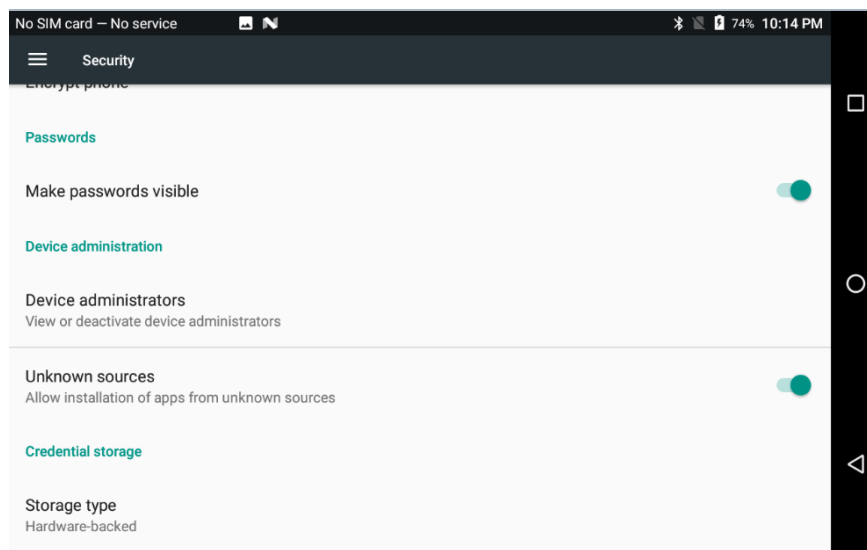 No SIM card — No service
74% 10:14 PM
Security
Encrypt phone
Passwords
Make passwords visible
Device administration
Device administrators
View or deactivate device administrators
Unknown sources
Allow installation of apps from unknown sources
Credential storage
Storage type
Hardware-backed